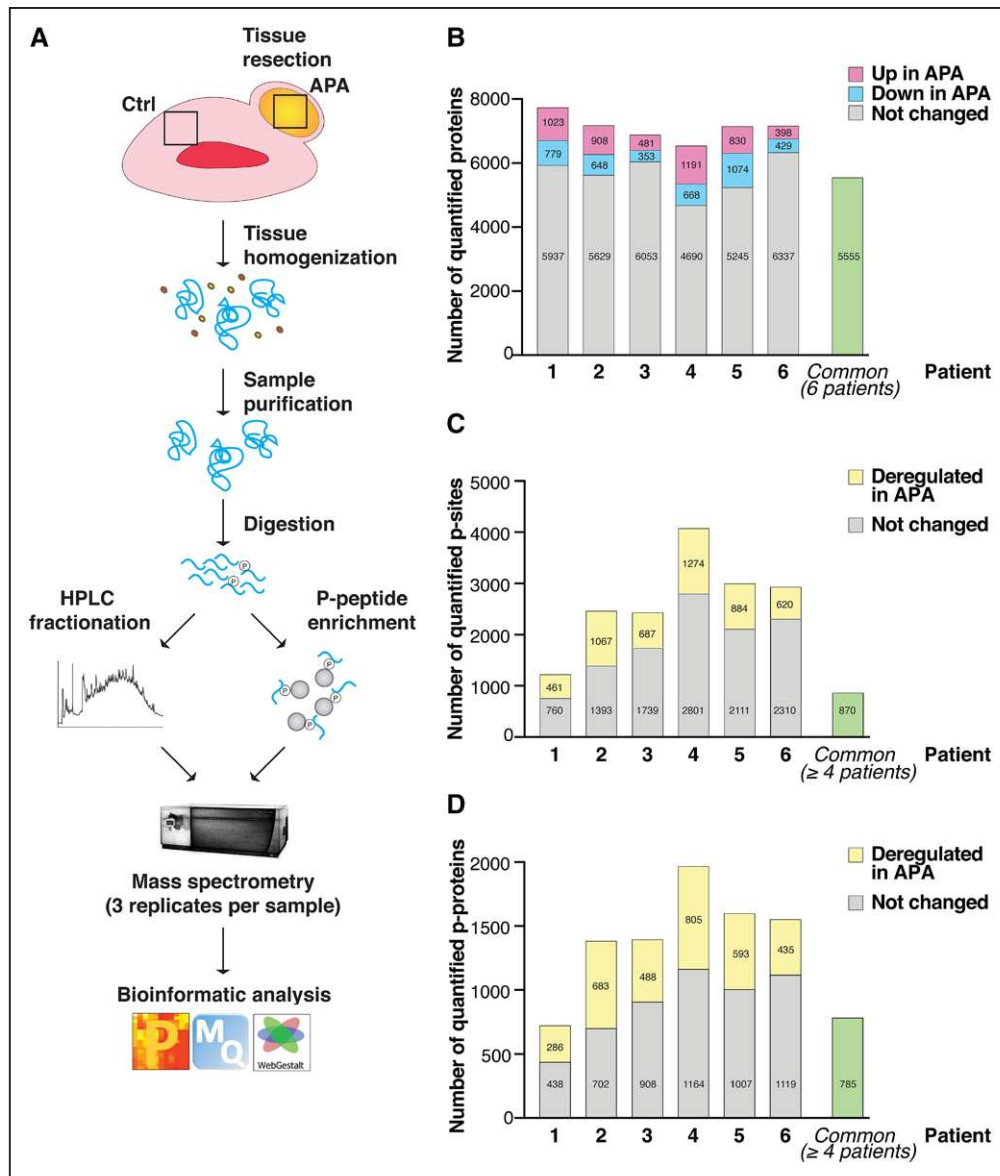 A
Tissue
resection
APA
Ctrl
Tissue
homogenization
Sample
purification
Digestion
P
P
HPLC
fractionation
P-peptide
enrichment
P
P
P
P
Mass spectrometry
(3 replicates per sample)
Bioinformatic analysis
P
MQ
WebGestalt
B
Number of quantified proteins
Up in APA
Down in APA
Not changed
8000
6000
4000
2000
0
1023
779
5937
908
648
5629
481
353
6053
1191
668
4690
830
1074
5245
398
429
6337
5555
1 2 3 4 5 6 Common Patient
(6 patients)
C
Number of quantified p-sites
Deregulated
in APA
Not changed
5000
4000
3000
2000
1000
0
461
760
1067
1393
687
1739
1274
2801
884
2111
620
2310
870
1 2 3 4 5 6 Common Patient
(≥ 4 patients)
D
Number of quantified p-proteins
Deregulated
in APA
Not changed
2000
1500
1000
500
0
286
438
683
702
488
908
805
1164
593
1007
435
1119
785
1 2 3 4 5 6 Common Patient
(≥ 4 patients)